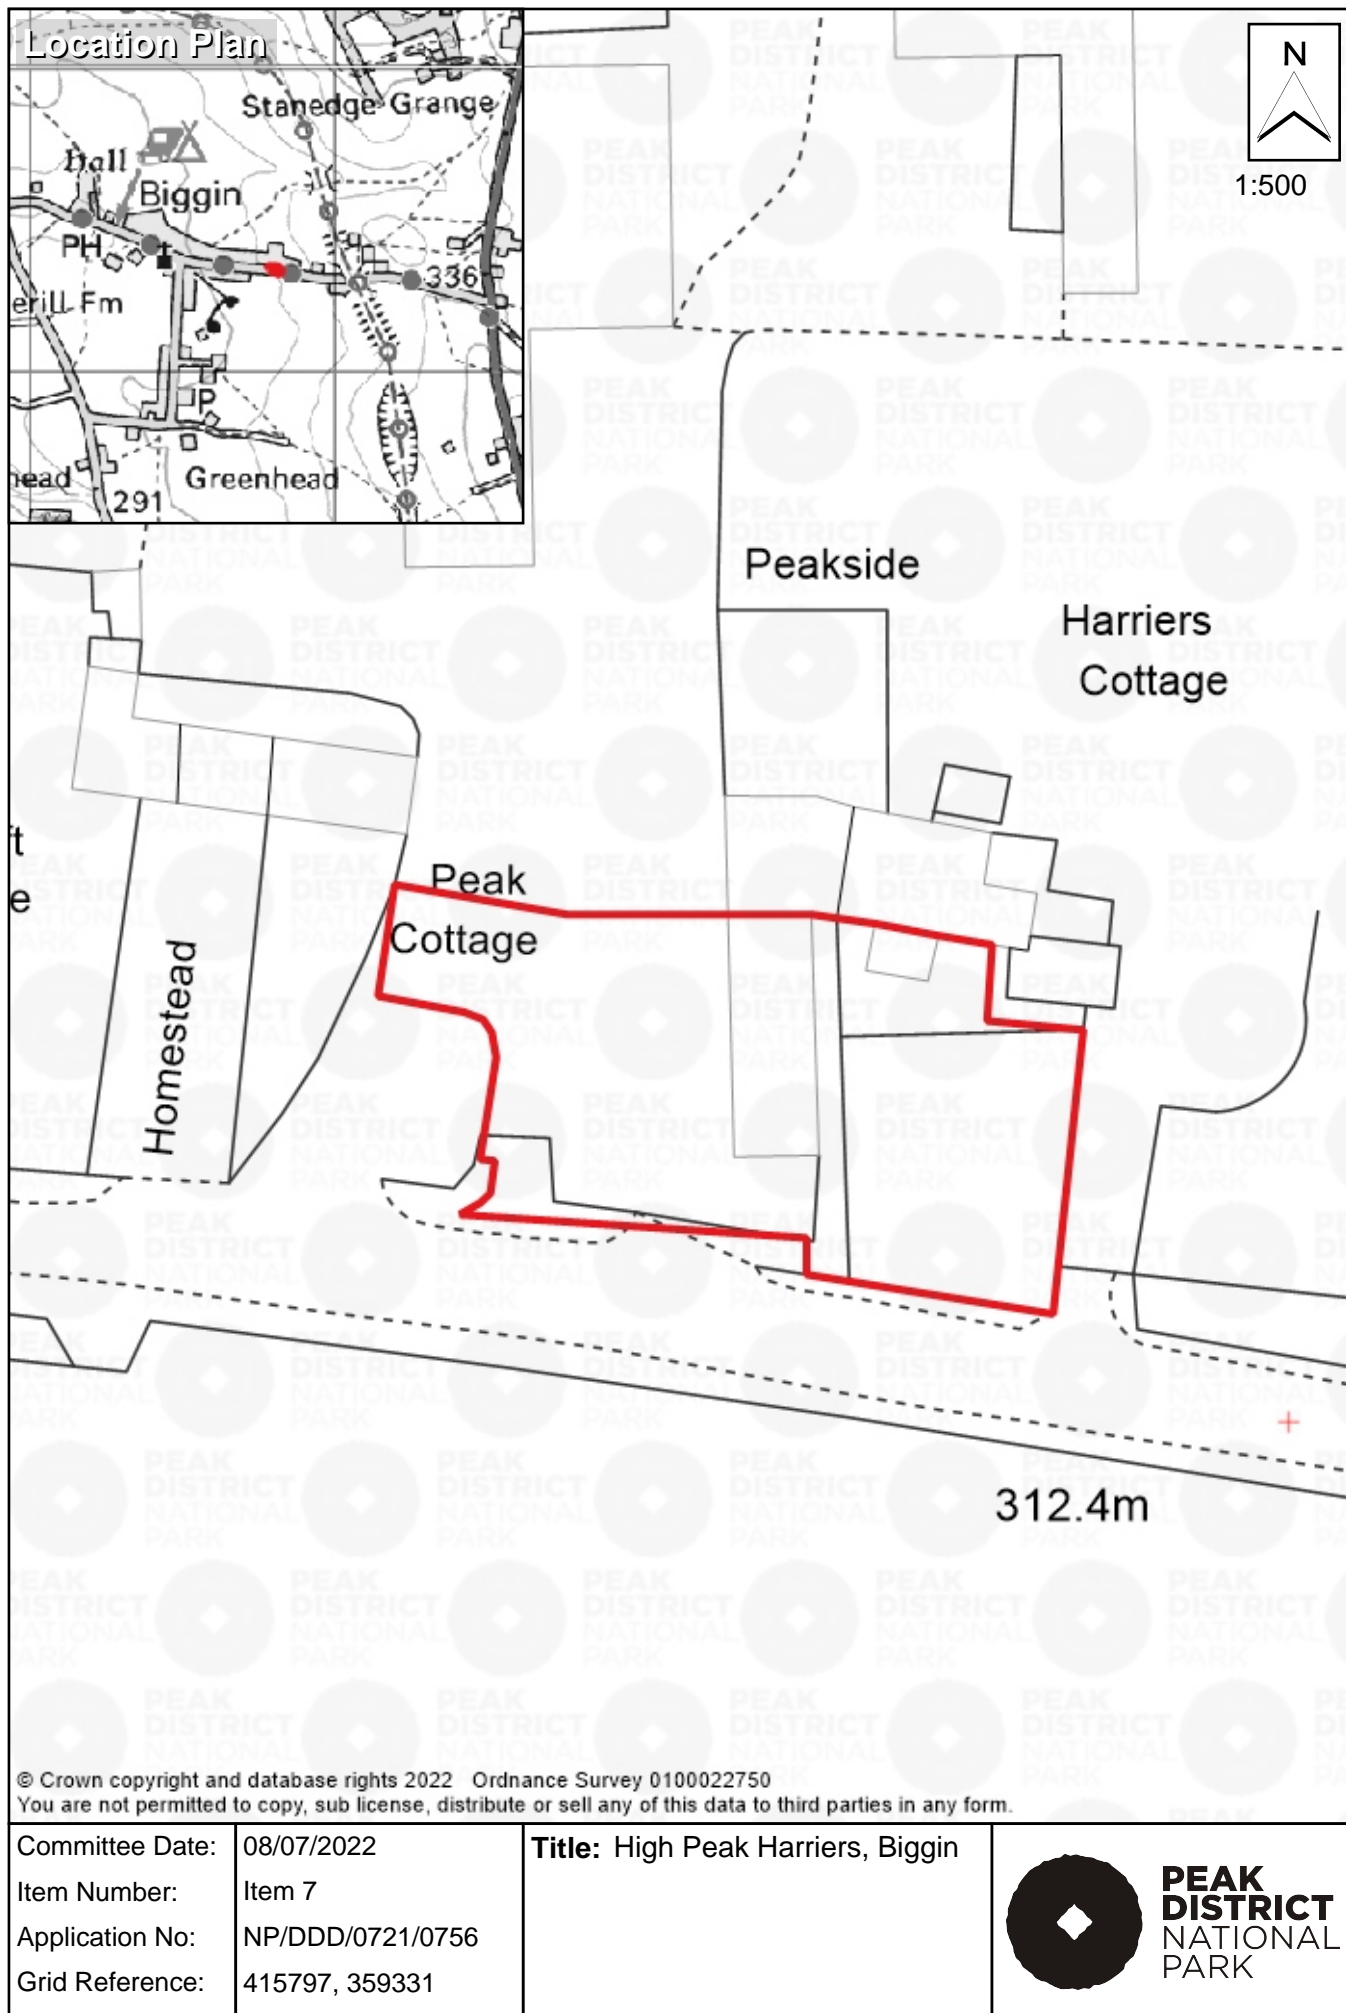 Location Plan
Stanedge Grange
Hall
Biggin
PH
336
erill Fm
P
Greenhead
head
291
N
1:500
Peakside
Harriers
Cottage
ft
e
Peak
Cottage
Homestead
312.4m
© Crown copyright and database rights 2022 Ordnance Survey 0100022750
You are not permitted to copy, sub license, distribute or sell any of this data to third parties in any form.
Committee Date: 08/07/2022
Item Number: Item 7
Application No: NP/DDD/0721/0756
Grid Reference: 415797, 359331
Title: High Peak Harriers, Biggin
PEAK
DISTRICT
NATIONAL
PARK